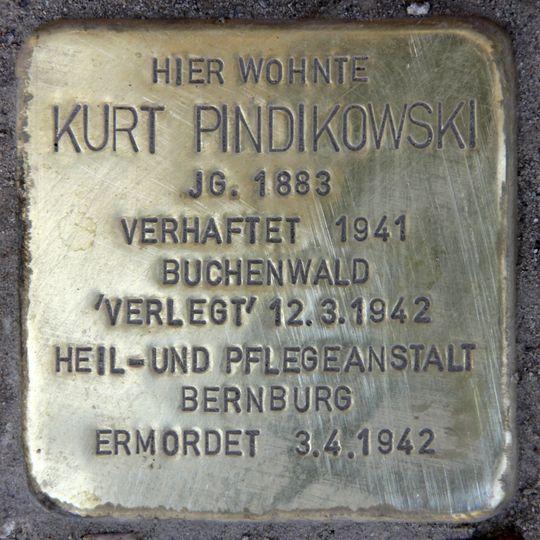 HIER WOHNTE
KURT PINDIKOWSKI
JG. 1883
VERHAFTET 1941
BUCHENWALD
'VERLEGT' 12.3.1942
HEIL-UND PFLEGEANSTALT
BERNBURG
ERMORDET 3.4.1942